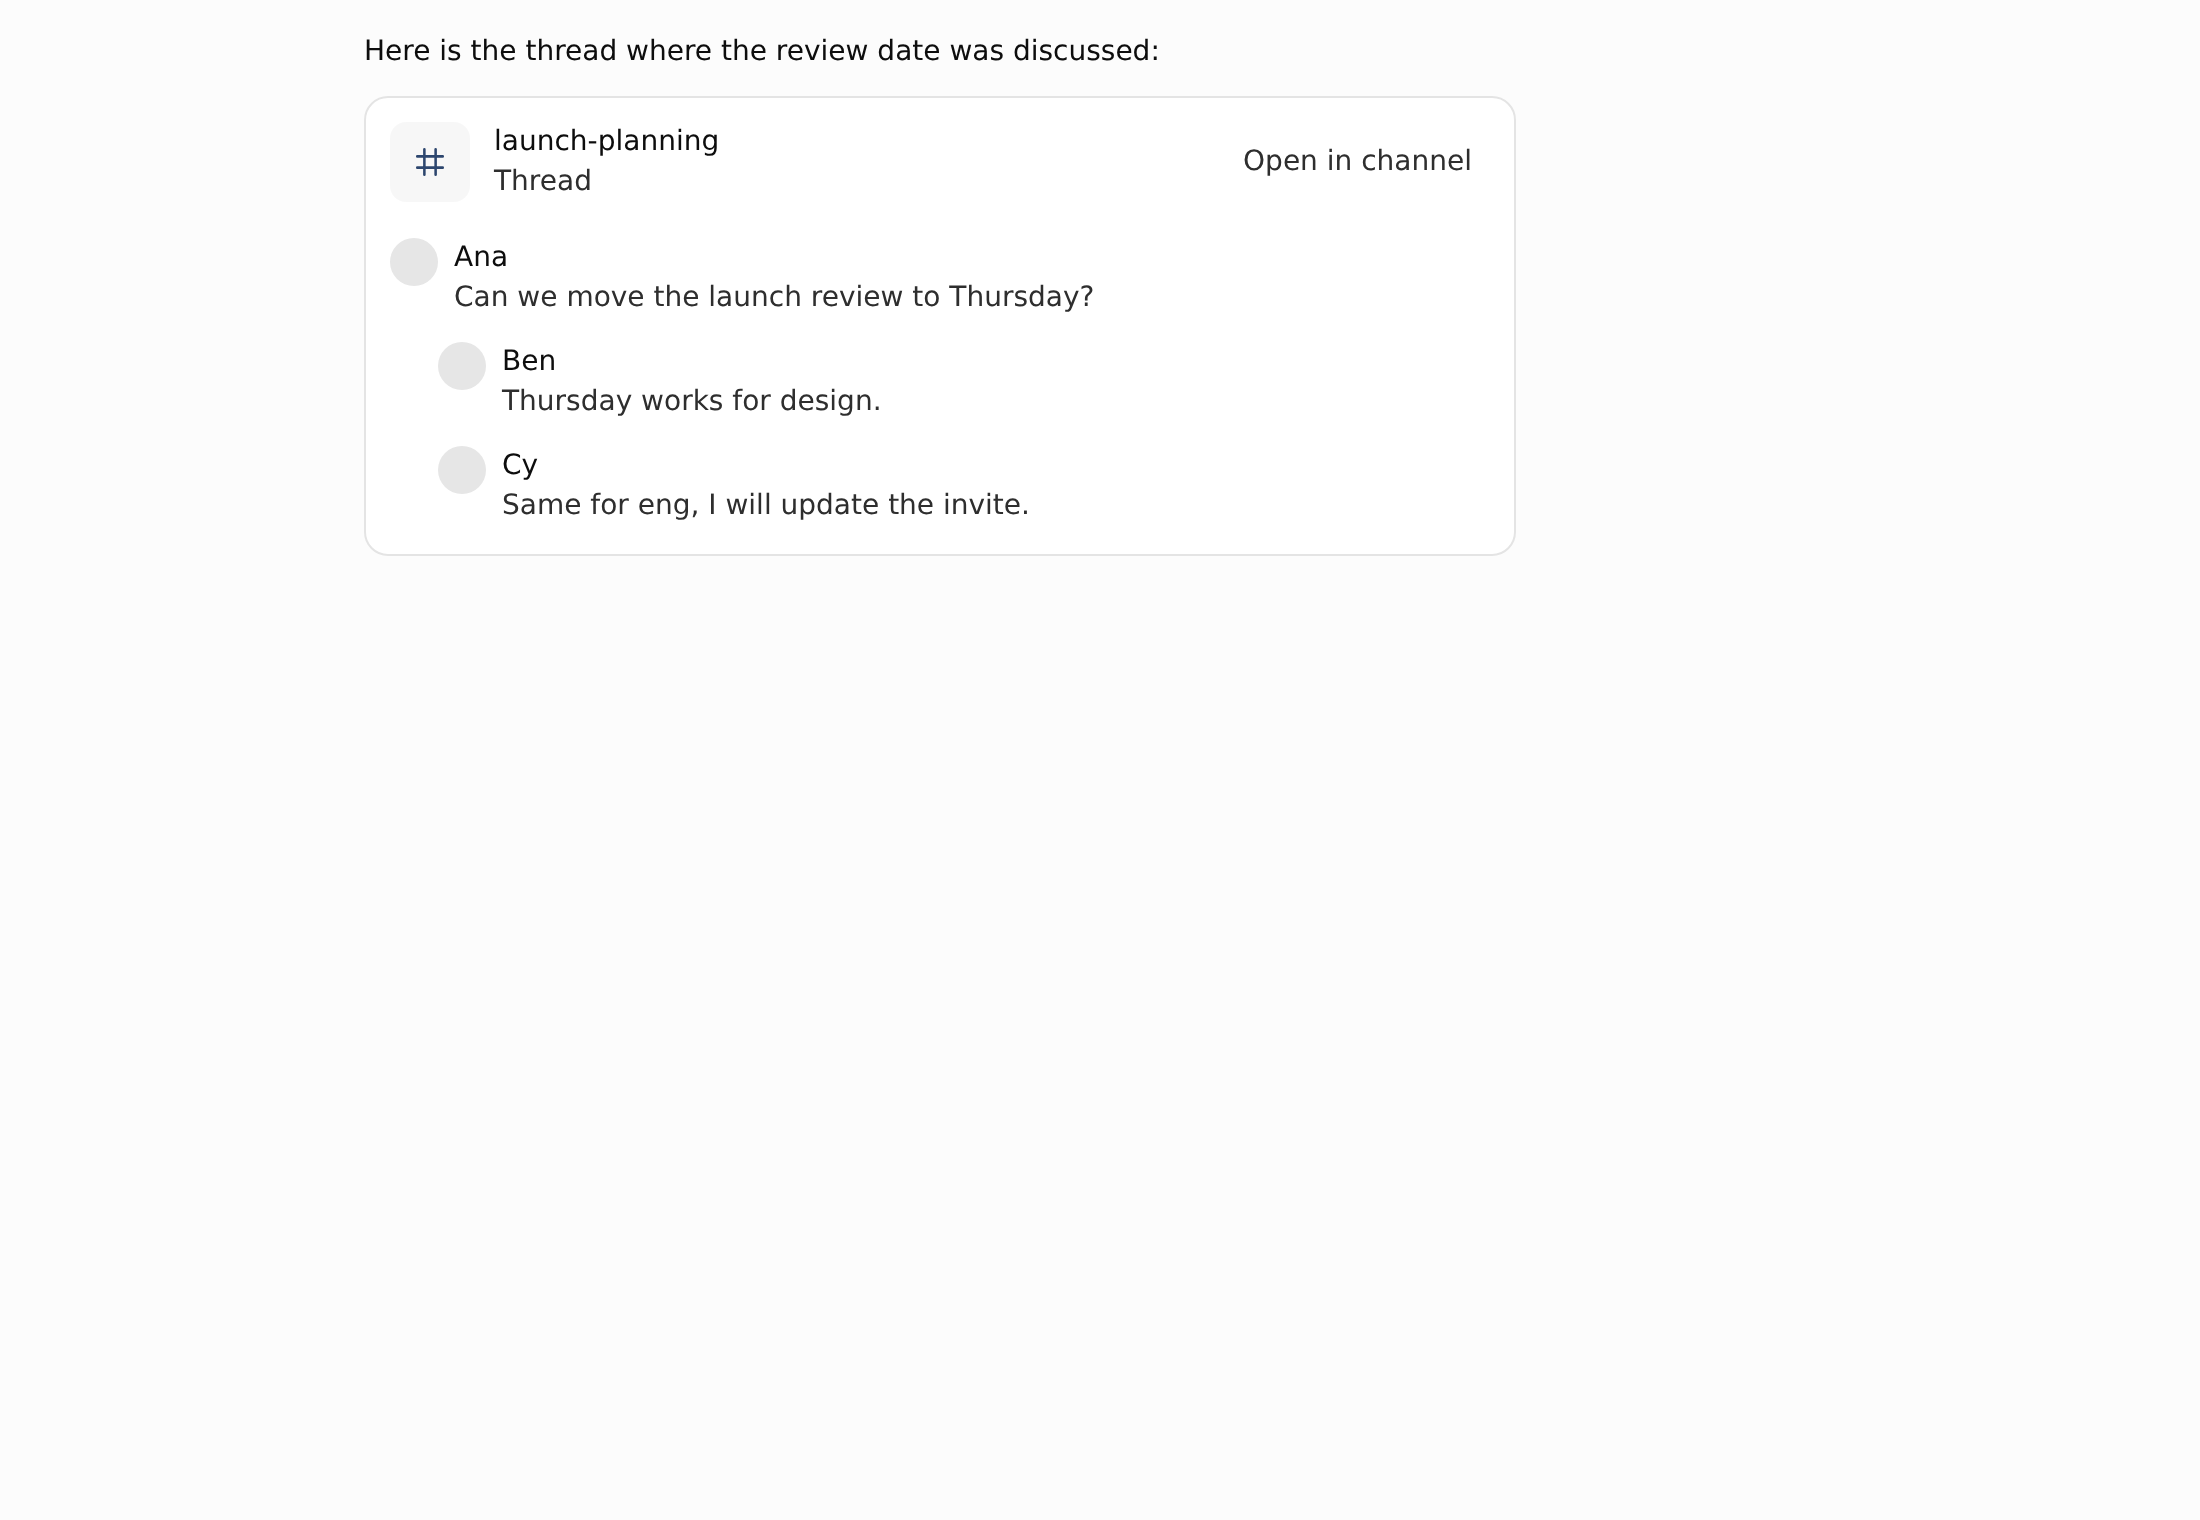 Here is the thread where the review date was discussed:
launch-planning
Thread
Open in channel
Ana
Can we move the launch review to Thursday?
Ben
Thursday works for design.
Cy
Same for eng, I will update the invite.